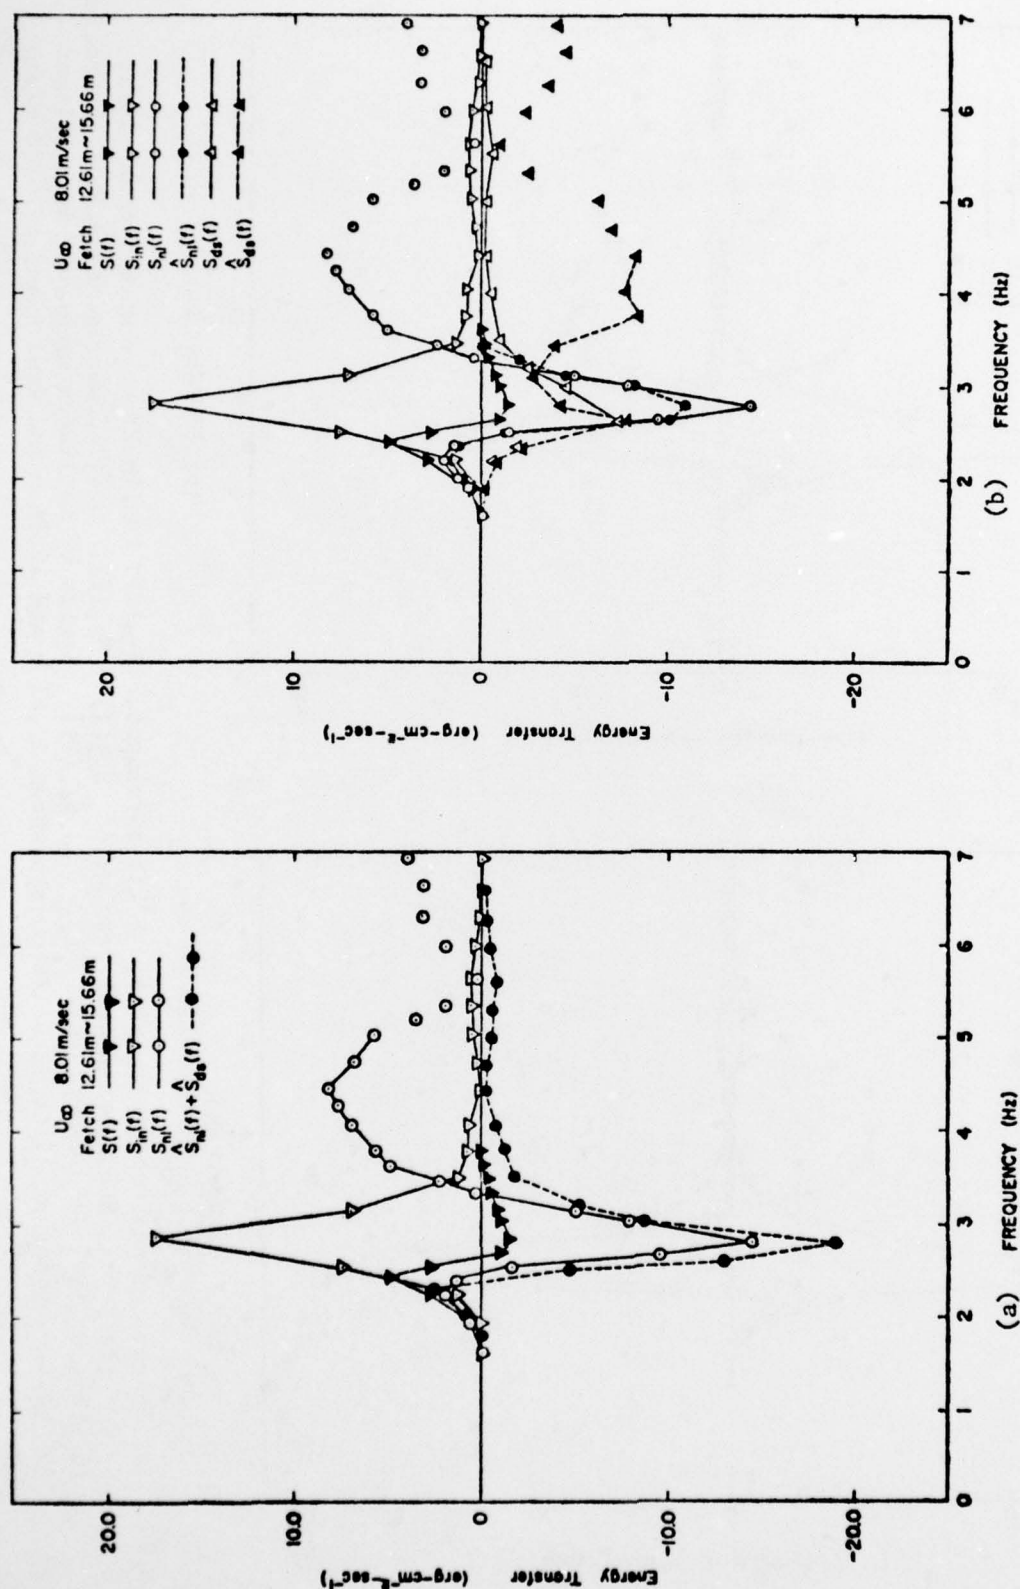 U∞ 8.01m/sec
Fetch 12.61m~15.66m
S(f)
Sin(f)
Snl(f)
Ŝnl(f) + Ŝds(f)
20.0
10.0
0
-10.0
-20.0
Energy Transfer (erg-cm⁻²-sec⁻¹)
0 1 2 3 4 5 6 7
(a) FREQUENCY (Hz)
U∞ 8.01m/sec
Fetch 12.61m~15.66m
S(f)
Sin(f)
Snl(f)
Ŝnl(f)
Sds(f)
Ŝds(f)
20
10
0
-10
-20
Energy Transfer (erg-cm⁻²-sec⁻¹)
0 1 2 3 4 5 6 7
(b) FREQUENCY (Hz)